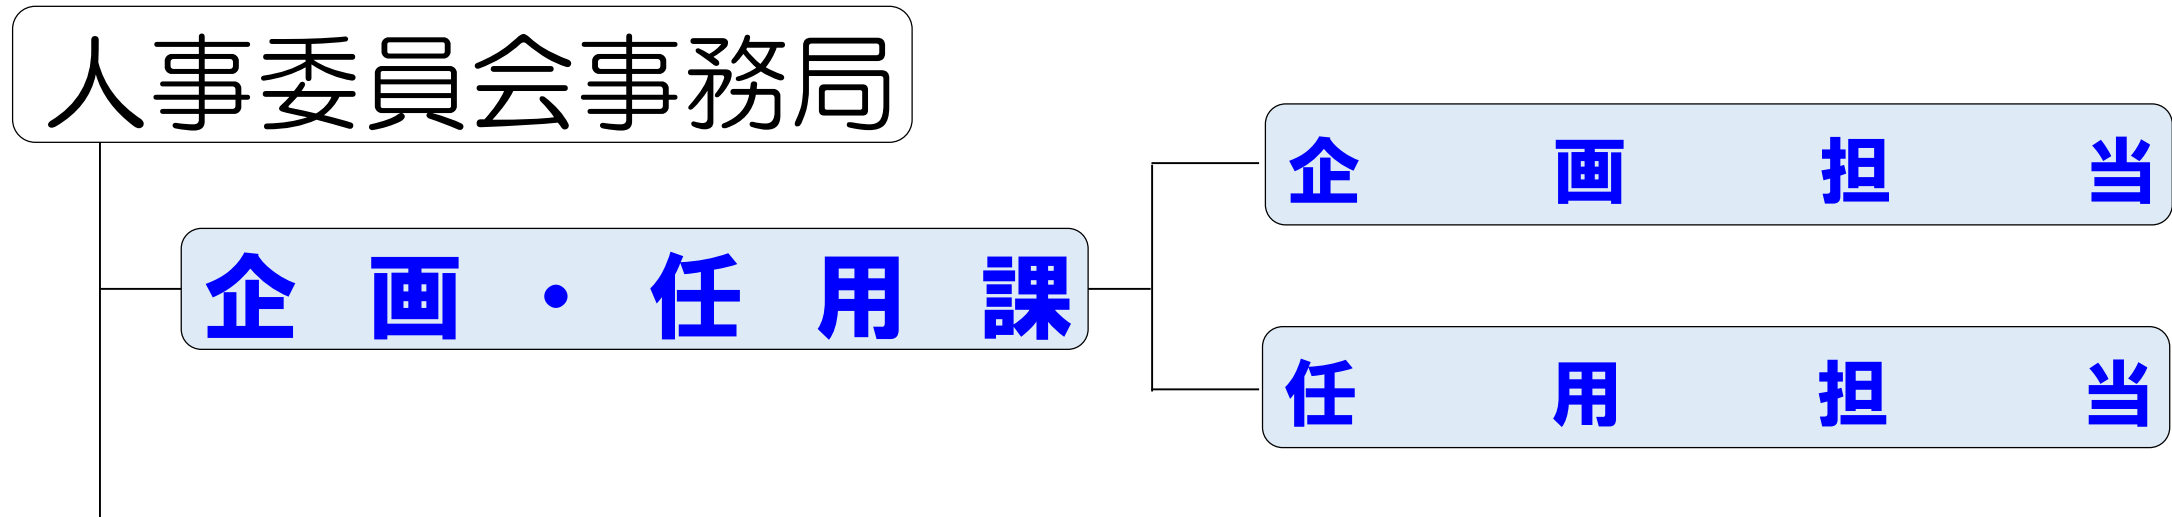 人事委員会事務局
企画担当
企画・任用課
任用担当